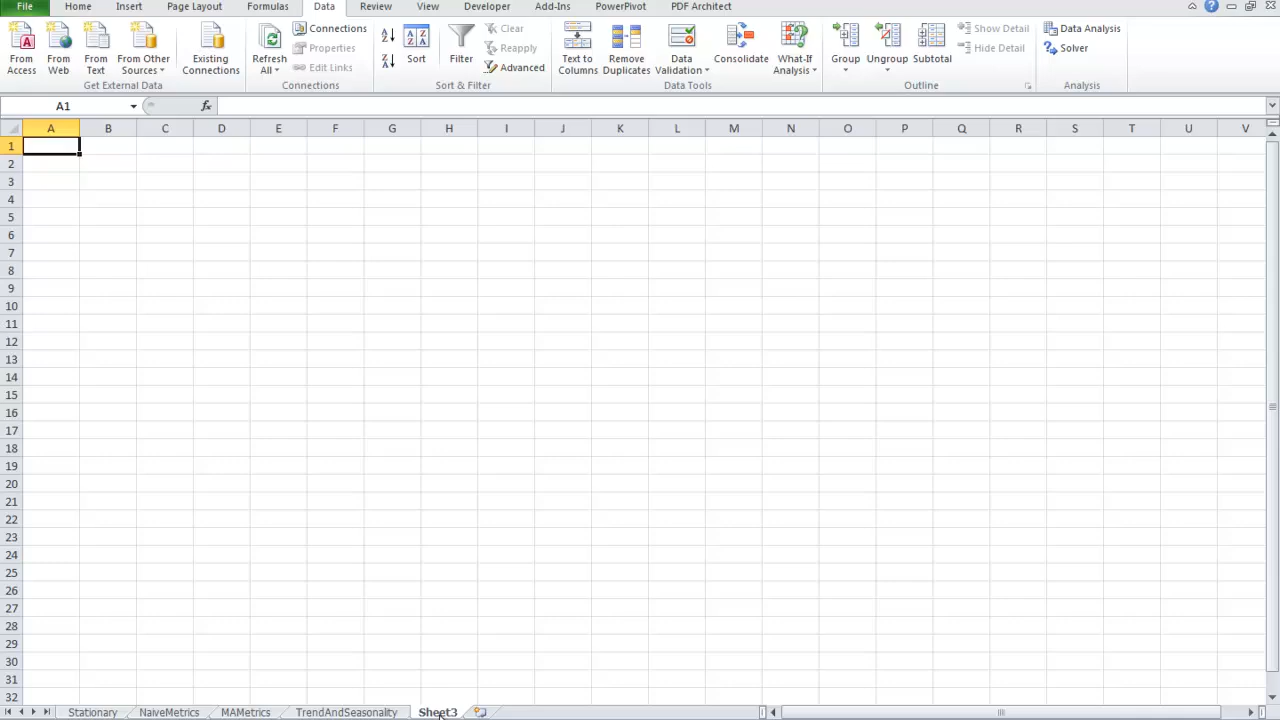 File Home Insert Page Layout Formulas Data Review View Developer Add-Ins PowerPivot PDF Architect
From Access
From Web
From Text
From Other Sources
Existing Connections
Get External Data
Refresh All
Connections
Properties
Edit Links
Connections
Sort
Filter
Clear
Reapply
Advanced
Sort & Filter
Text to Columns
Remove Duplicates
Data Validation
Consolidate
What-If Analysis
Data Tools
Group
Ungroup
Subtotal
Show Detail
Hide Detail
Outline
Data Analysis
Solver
Analysis
A1 fx
A B C D E F G H I J K L M N O P Q R S T U V
1
2
3
4
5
6
7
8
9
10
11
12
13
14
15
16
17
18
19
20
21
22
23
24
25
26
27
28
29
30
31
32
Stationary NaiveMetrics MAMetrics TrendAndSeasonality Sheet3